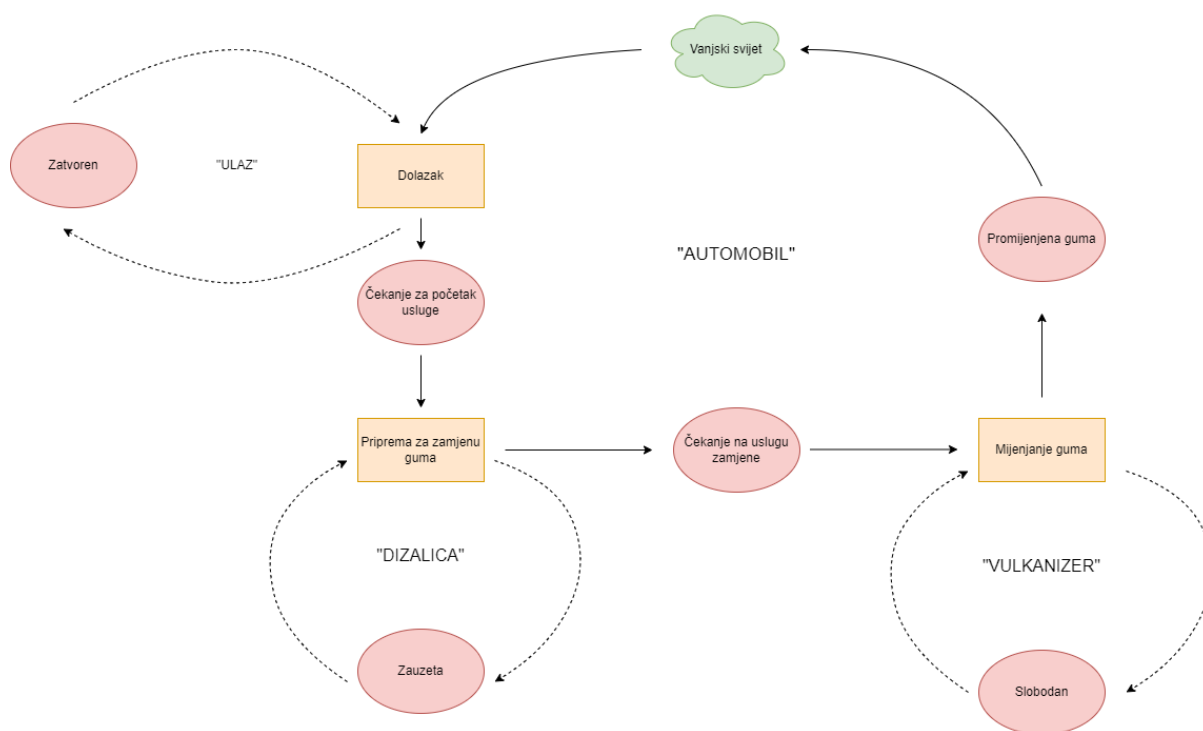 Vanjski svijet
Zatvoren
"ULAZ"
Dolazak
Promijenjena guma
"AUTOMOBIL"
Čekanje za početak
usluge
Priprema za zamjenu
guma
Čekanje na uslugu
zamjene
Mijenjanje guma
"DIZALICA"
"VULKANIZER"
Zauzeta
Slobodan